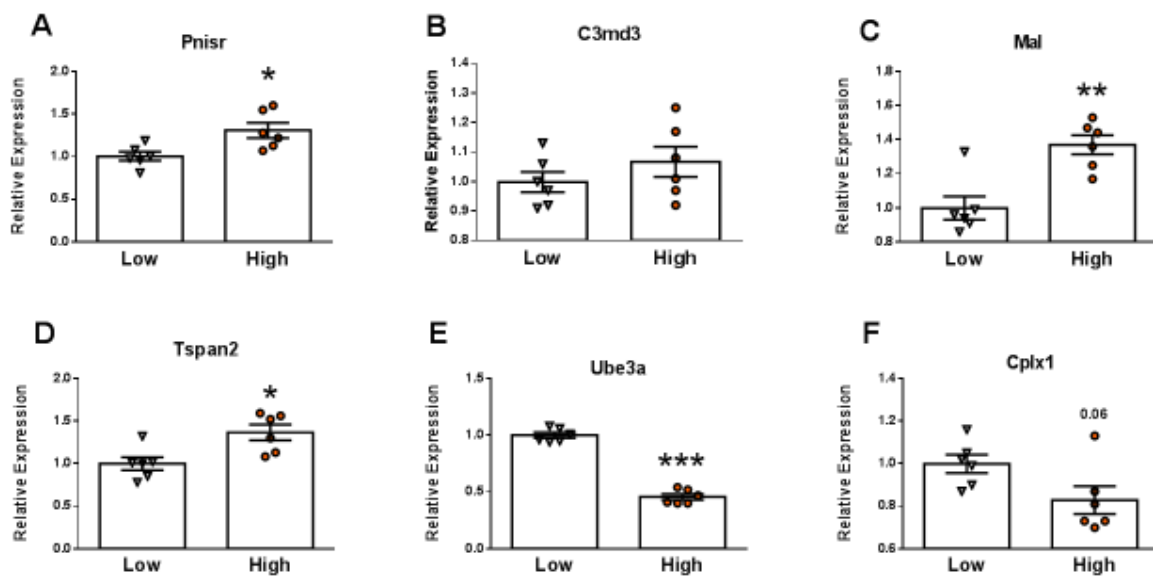 A
Pnisr
Relative Expression
2.0
1.5
1.0
0.5
0.0
*
Low
High
B
C3md3
Relative Expression
1.4
1.3
1.2
1.1
1.0
0.9
0.8
Low
High
C
Mal
Relative Expression
1.8
1.6
1.4
1.2
1.0
0.8
**
Low
High
D
Tspan2
Relative Expression
2.0
1.5
1.0
0.5
0.0
*
Low
High
E
Ube3a
Relative Expression
1.5
1.0
0.5
0.0
***
Low
High
F
Cplx1
Relative Expression
1.4
1.2
1.0
0.8
0.6
0.06
Low
High